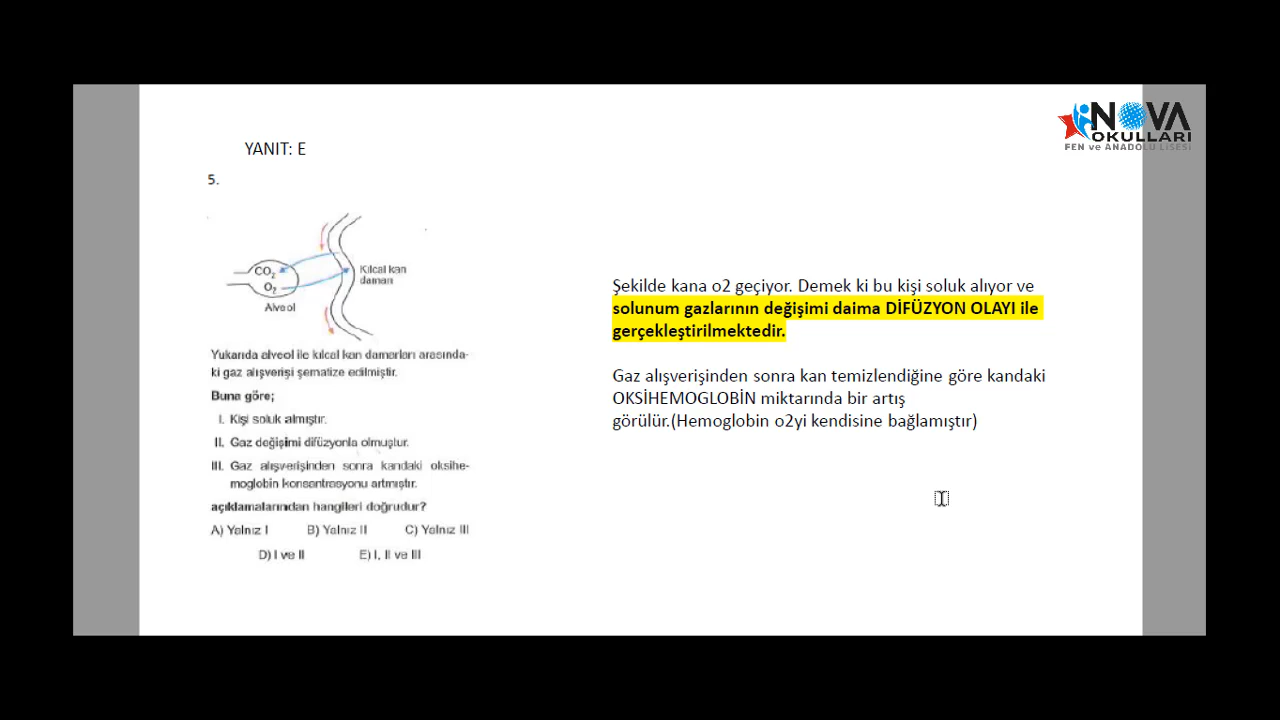 NOVA
OKULLARI
FEN ve ANADOLU LİSESİ
YANIT: E
5.
CO2
O2
Alveol
Kılcal kan
damarı
Yukarıda alveol ile kılcal kan damarları arasında-
ki gaz alışverişi şematize edilmiştir.
Buna göre;
I. Kişi soluk almıştır.
II. Gaz değişimi difüzyonla olmuştur.
III. Gaz alışverişinden sonra kandaki oksihe-
moglobin konsantrasyonu artmıştır.
açıklamalarından hangileri doğrudur?
A) Yalnız I B) Yalnız II C) Yalnız III
D) I ve II E) I, II ve III
Şekilde kana o2 geçiyor. Demek ki bu kişi soluk alıyor ve
solunum gazlarının değişimi daima DİFÜZYON OLAYI ile
gerçekleştirilmektedir.
Gaz alışverişinden sonra kan temizlendiğine göre kandaki
OKSİHEMOGLOBİN miktarında bir artış
görülür.(Hemoglobin o2yi kendisine bağlamıştır)